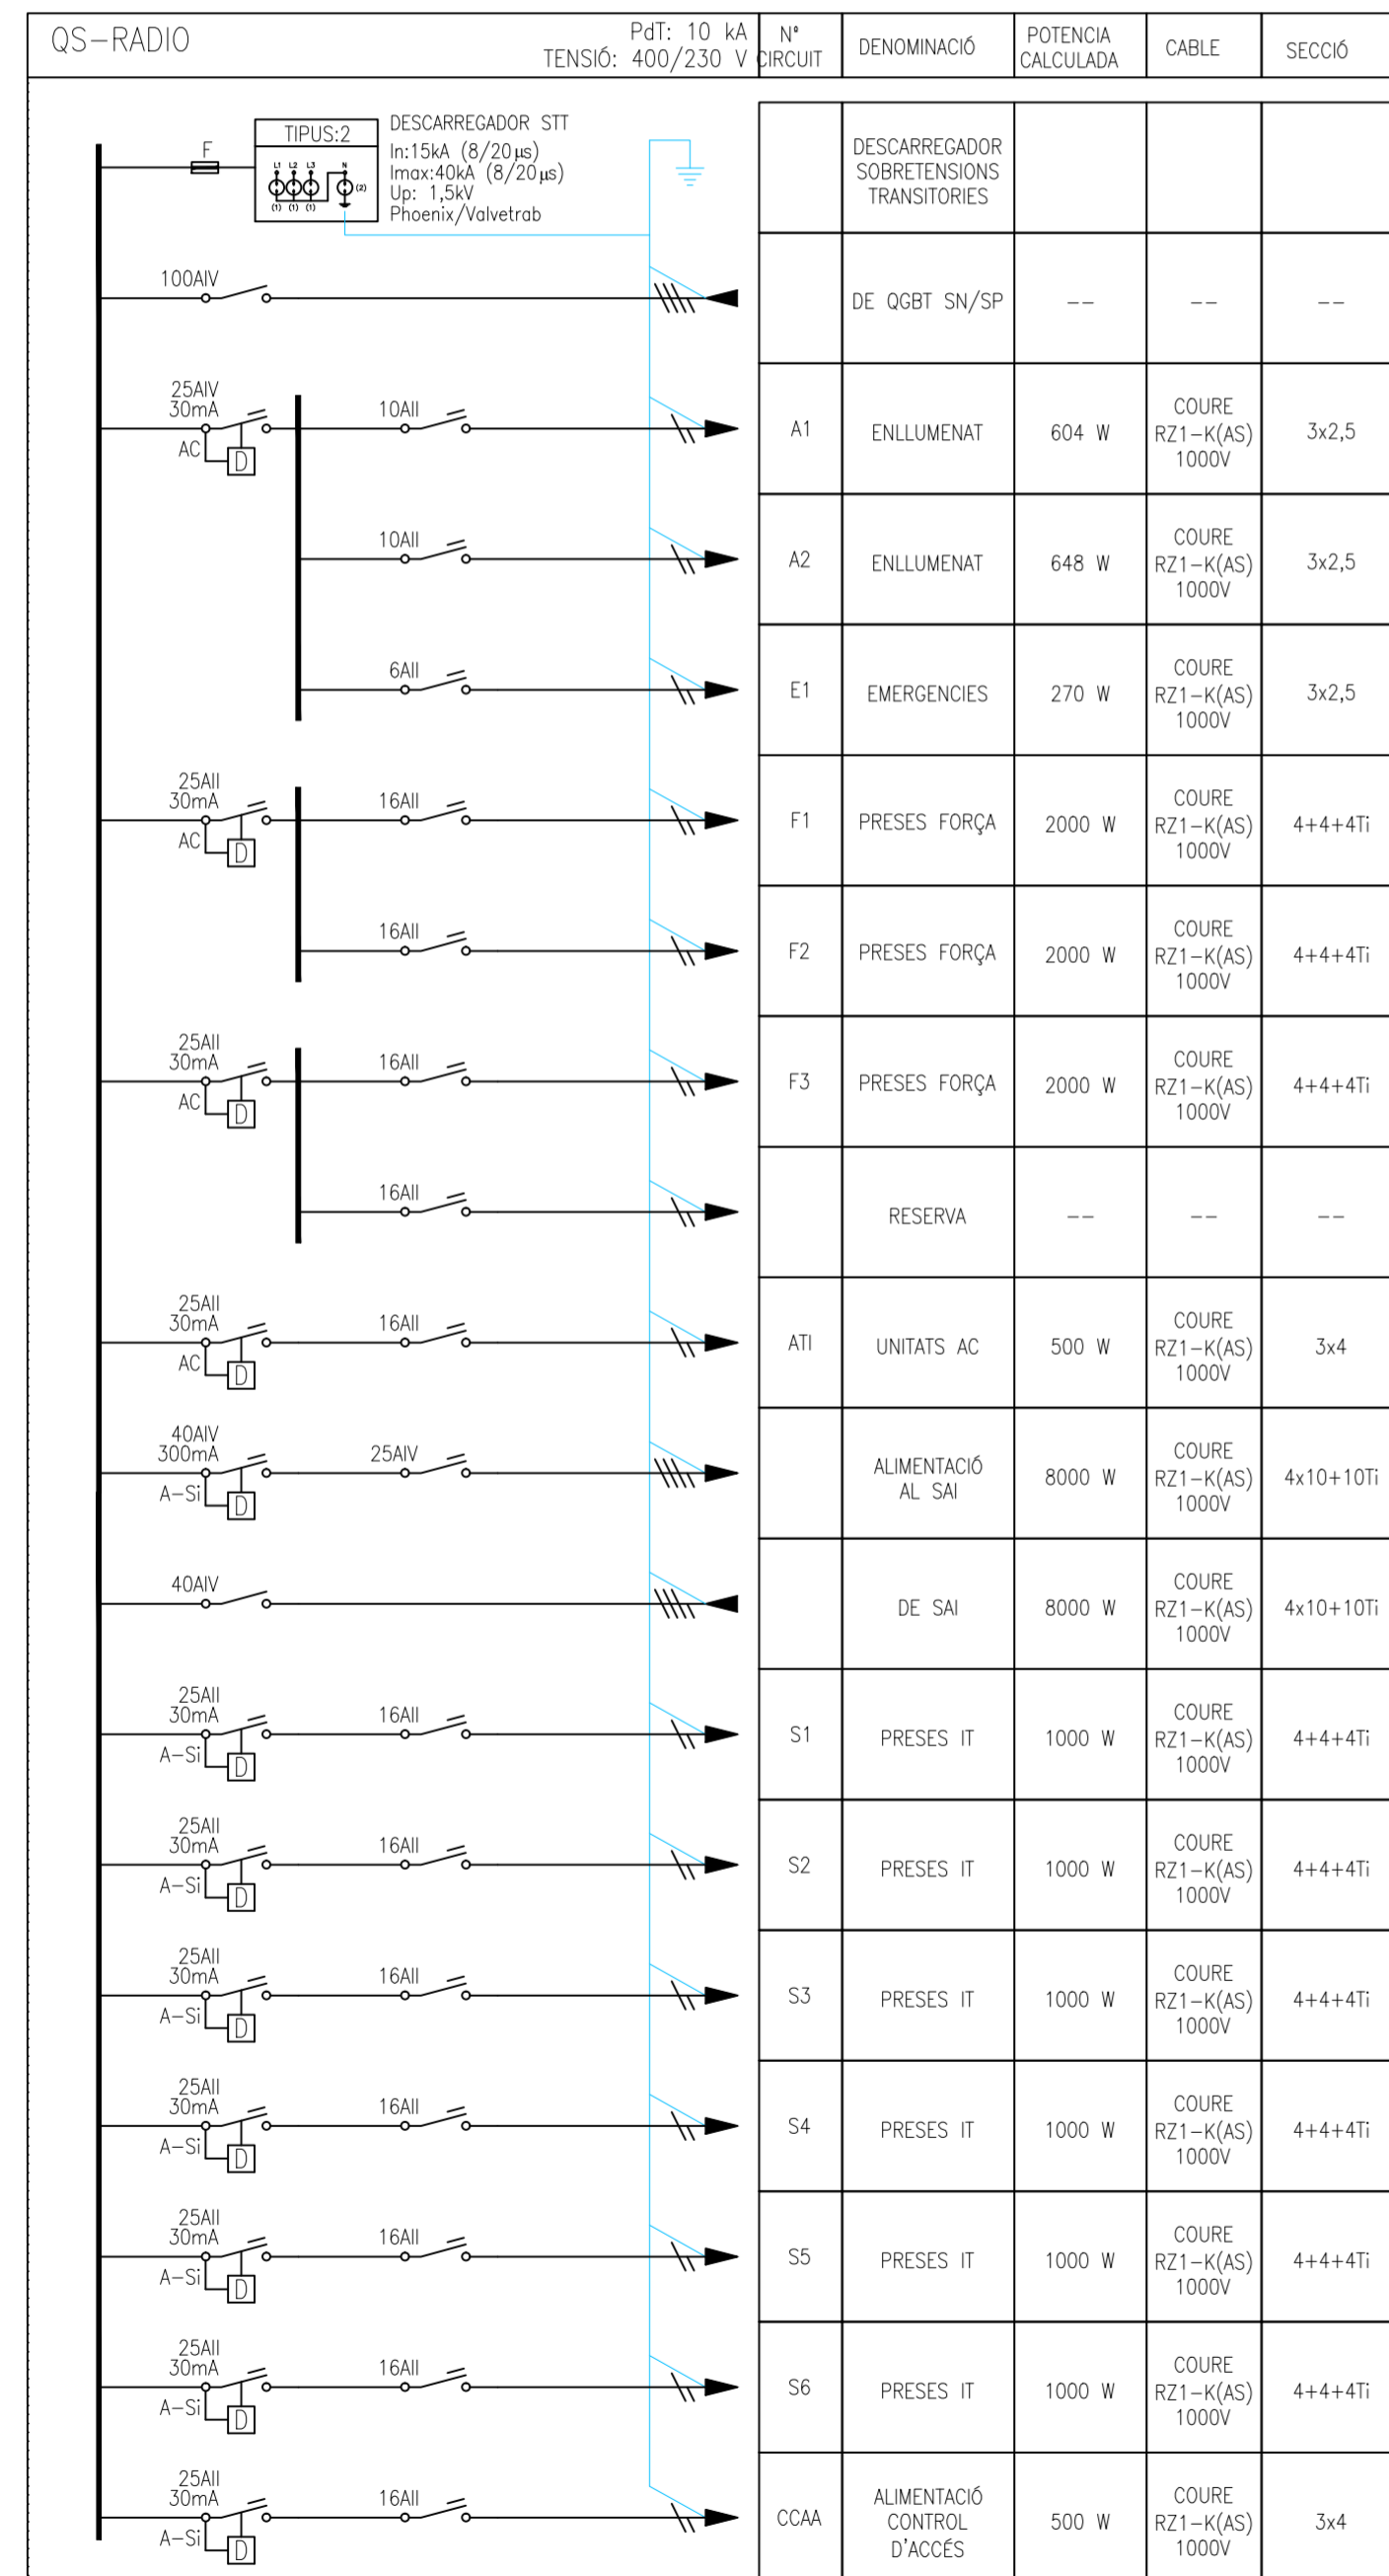 QS-RADIO
PdT: 10 kA
TENSIÓ: 400/230 V
Nº
CIRCUIT
DENOMINACIÓ
POTENCIA
CALCULADA
CABLE
SECCIÓ
F
TIPUS:2
L1 L2 L3 N
(2)
(1) (1) (1)
DESCARREGADOR STT
In:15kA (8/20µs)
Imax:40kA (8/20µs)
Up: 1,5kV
Phoenix/Valvetrab
DESCARREGADOR
SOBRETENSIONS
TRANSITORIES
100AIV
DE QGBT SN/SP
--
--
--
25AIV
30mA
AC
D
10AII
A1
ENLLUMENAT
604 W
COURE
RZ1-K(AS)
1000V
3x2,5
10AII
A2
ENLLUMENAT
648 W
COURE
RZ1-K(AS)
1000V
3x2,5
6AII
E1
EMERGENCIES
270 W
COURE
RZ1-K(AS)
1000V
3x2,5
25AII
30mA
AC
D
16AII
F1
PRESES FORÇA
2000 W
COURE
RZ1-K(AS)
1000V
4+4+4Ti
16AII
F2
PRESES FORÇA
2000 W
COURE
RZ1-K(AS)
1000V
4+4+4Ti
25AII
30mA
AC
D
16AII
F3
PRESES FORÇA
2000 W
COURE
RZ1-K(AS)
1000V
4+4+4Ti
16AII
RESERVA
--
--
--
25AII
30mA
AC
D
16AII
ATI
UNITATS AC
500 W
COURE
RZ1-K(AS)
1000V
3x4
40AIV
300mA
A-Si
D
25AIV
ALIMENTACIÓ
AL SAI
8000 W
COURE
RZ1-K(AS)
1000V
4x10+10Ti
40AIV
DE SAI
8000 W
COURE
RZ1-K(AS)
1000V
4x10+10Ti
25AII
30mA
A-Si
D
16AII
S1
PRESES IT
1000 W
COURE
RZ1-K(AS)
1000V
4+4+4Ti
25AII
30mA
A-Si
D
16AII
S2
PRESES IT
1000 W
COURE
RZ1-K(AS)
1000V
4+4+4Ti
25AII
30mA
A-Si
D
16AII
S3
PRESES IT
1000 W
COURE
RZ1-K(AS)
1000V
4+4+4Ti
25AII
30mA
A-Si
D
16AII
S4
PRESES IT
1000 W
COURE
RZ1-K(AS)
1000V
4+4+4Ti
25AII
30mA
A-Si
D
16AII
S5
PRESES IT
1000 W
COURE
RZ1-K(AS)
1000V
4+4+4Ti
25AII
30mA
A-Si
D
16AII
S6
PRESES IT
1000 W
COURE
RZ1-K(AS)
1000V
4+4+4Ti
25AII
30mA
A-Si
D
16AII
CCAA
ALIMENTACIÓ
CONTROL
D'ACCÉS
500 W
COURE
RZ1-K(AS)
1000V
3x4